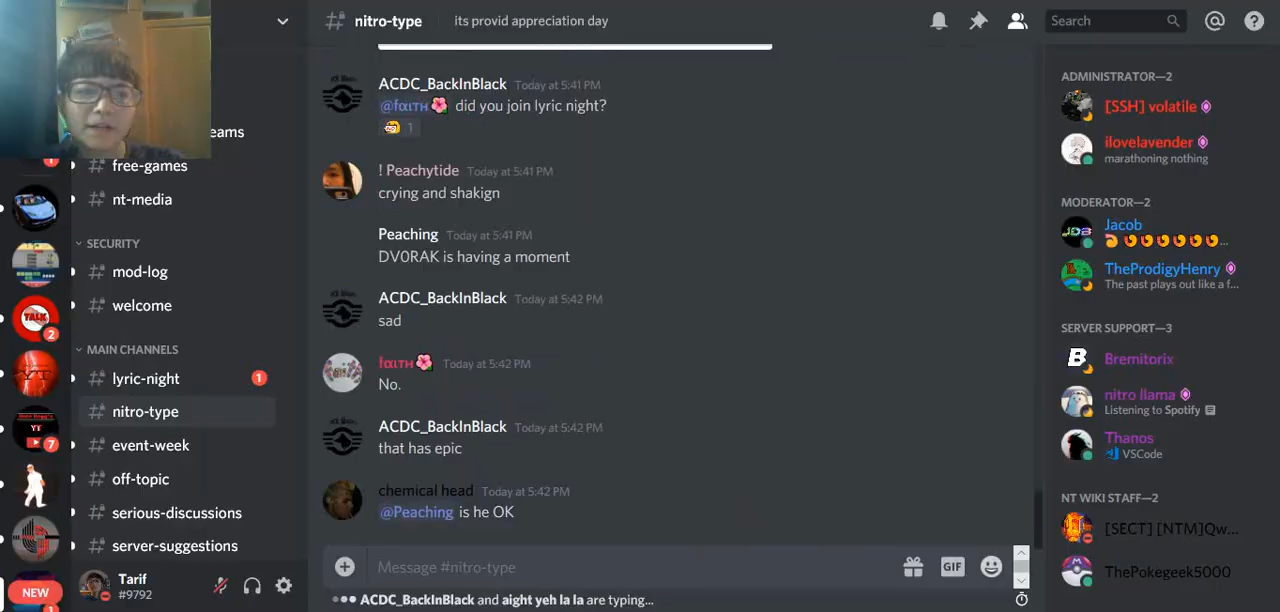 # nitro-type its provid appreciation day
Search
eams
# free-games
# nt-media
SECURITY
# mod-log
# welcome
MAIN CHANNELS
# lyric-night 1
# nitro-type
# event-week
# off-topic
# serious-discussions
# server-suggestions
TALK
2
YT
7
NEW
1
Tarif
#9792
ACDC_BackInBlack Today at 5:41 PM
@fαιтн🌺 did you join lyric night?
1
! Peachytide Today at 5:41 PM
crying and shakign
Peaching Today at 5:41 PM
DV0RAK is having a moment
ACDC_BackInBlack Today at 5:42 PM
sad
fαιтн🌺 Today at 5:42 PM
No.
ACDC_BackInBlack Today at 5:42 PM
that has epic
chemical head Today at 5:42 PM
@Peaching is he OK
Message #nitro-type
GIF
ACDC_BackInBlack and aight yeh la la are typing...
ADMINISTRATOR—2
[SSH] volatile
ilovelavender
marathoning nothing
MODERATOR—2
JDB
Jacob
TheProdigyHenry
The past plays out like a f...
SERVER SUPPORT—3
B
Bremitorix
nitro llama
Listening to Spotify
Thanos
VSCode
NT WIKI STAFF—2
[SECT] [NTM]Qw...
ThePokegeek5000